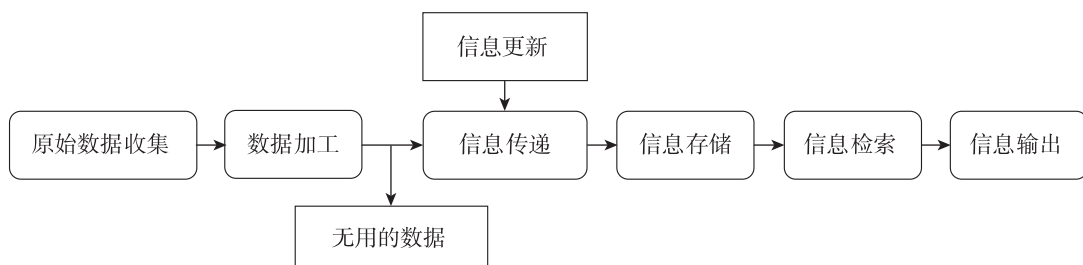 信息更新
原始数据收集
数据加工
信息传递
信息存储
信息检索
信息输出
无用的数据